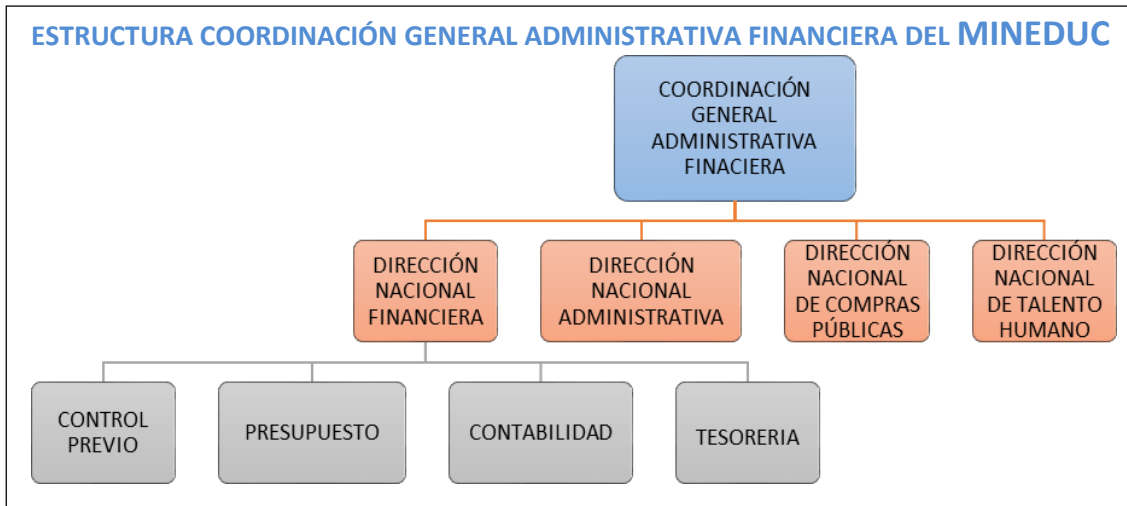 ESTRUCTURA COORDINACIÓN GENERAL ADMINISTRATIVA FINANCIERA DEL MINEDUC
COORDINACIÓN
GENERAL
ADMINISTRATIVA
FINACIERA
DIRECCIÓN
NACIONAL
FINANCIERA
DIRECCIÓN
NACIONAL
ADMINISTRATIVA
DIRECCIÓN
NACIONAL
DE COMPRAS
PÚBLICAS
DIRECCIÓN
NACIONAL
DE TALENTO
HUMANO
CONTROL
PREVIO
PRESUPUESTO
CONTABILIDAD
TESORERIA